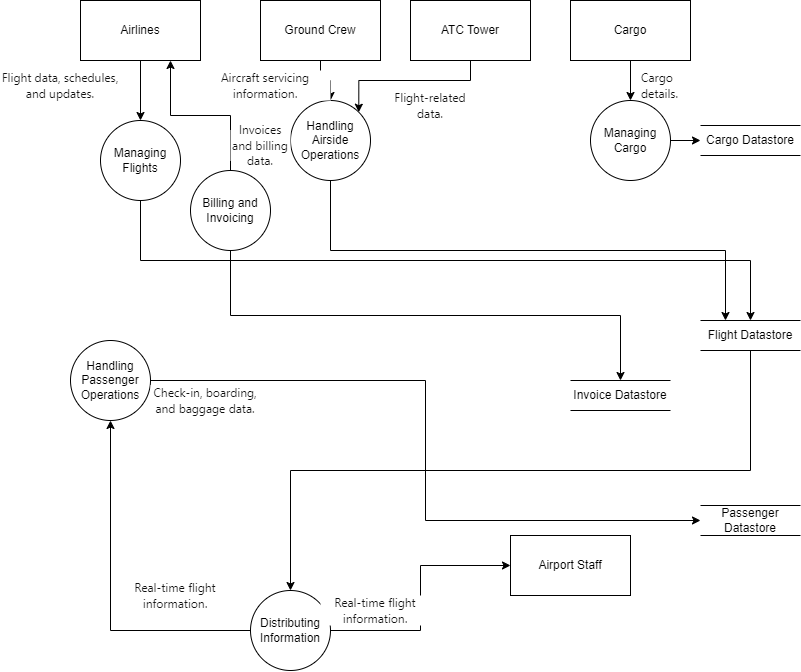 Airlines
Ground Crew
ATC Tower
Cargo
Flight data, schedules,
and updates.
Aircraft servicing
information.
Flight-related
data.
Cargo
details.
Managing
Flights
Invoices
and billing
data.
Handling
Airside
Operations
Managing
Cargo
Cargo Datastore
Billing and
Invoicing
Flight Datastore
Handling
Passenger
Operations
Check-in, boarding,
and baggage data.
Invoice Datastore
Passenger
Datastore
Airport Staff
Real-time flight
information.
Real-time flight
information.
Distributing
Information